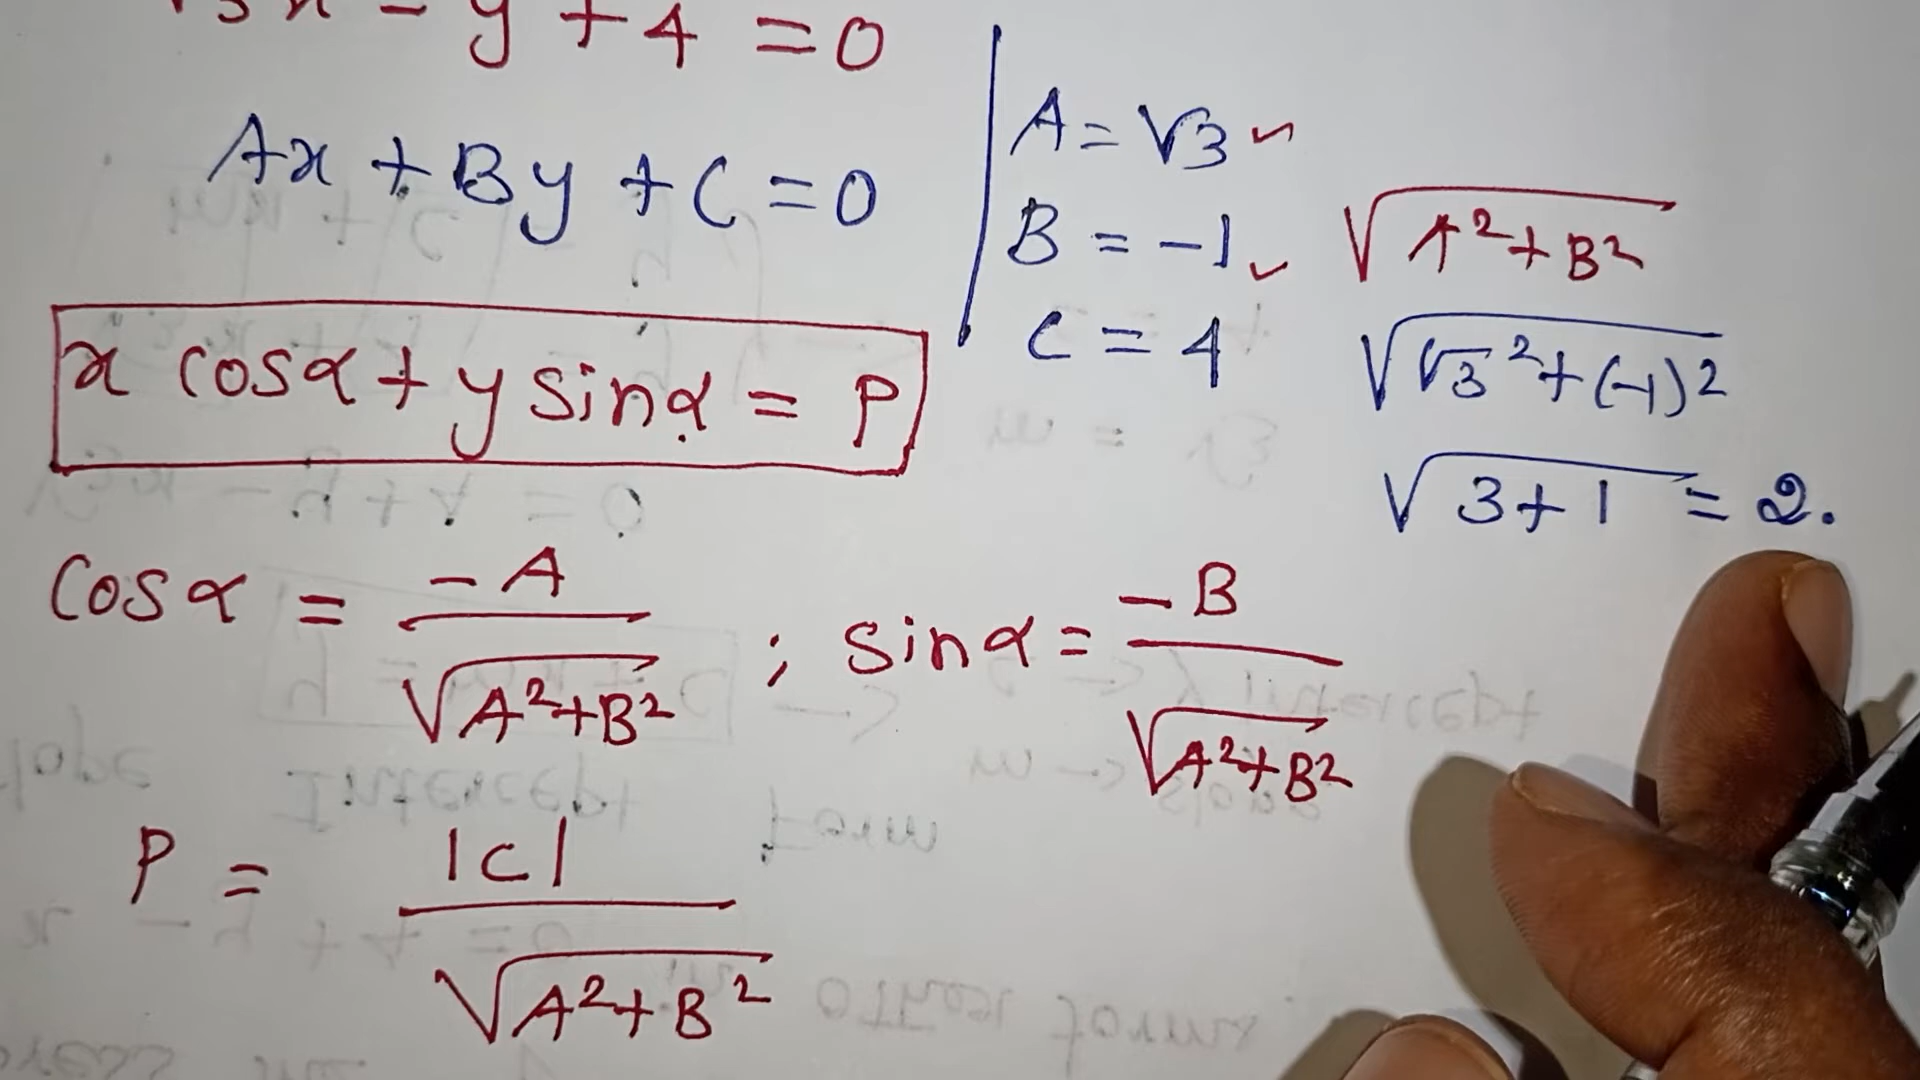 √3x - y + 4 = 0
Ax + By + C = 0
x cosα + y sinα = P
A = √3
B = -1
C = 4
√A²+B²
√(√3²+(-1)²
√3+1 = 2.
cosα = -A / √A²+B² ; sinα = -B / √A²+B²
P = |C| / √A²+B²